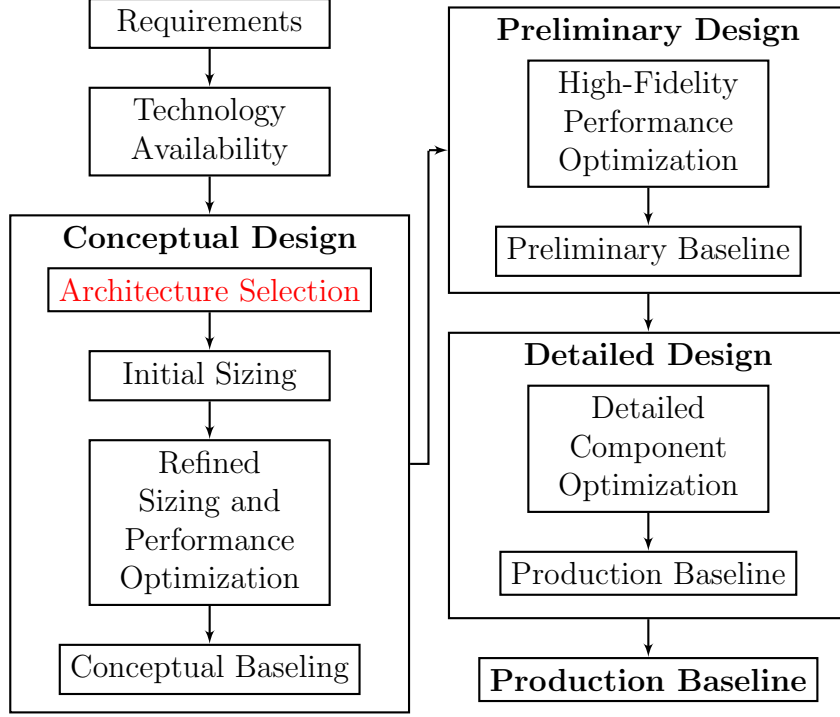 Requirements
Technology
Availability
Conceptual Design
Architecture Selection
Initial Sizing
Refined
Sizing and
Performance
Optimization
Conceptual Baseling
Preliminary Design
High-Fidelity
Performance
Optimization
Preliminary Baseline
Detailed Design
Detailed
Component
Optimization
Production Baseline
Production Baseline